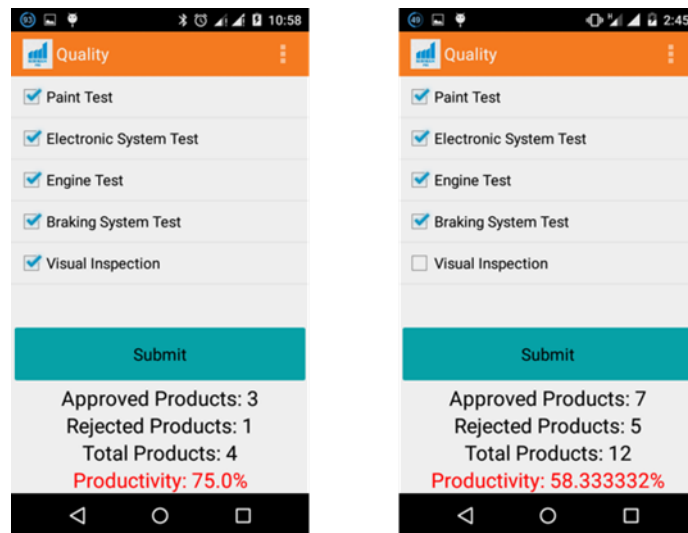 93
10:58
Quality
Paint Test
Electronic System Test
Engine Test
Braking System Test
Visual Inspection
Submit
Approved Products: 3
Rejected Products: 1
Total Products: 4
Productivity: 75.0%
49
2:45
Quality
Paint Test
Electronic System Test
Engine Test
Braking System Test
Visual Inspection
Submit
Approved Products: 7
Rejected Products: 5
Total Products: 12
Productivity: 58.333332%